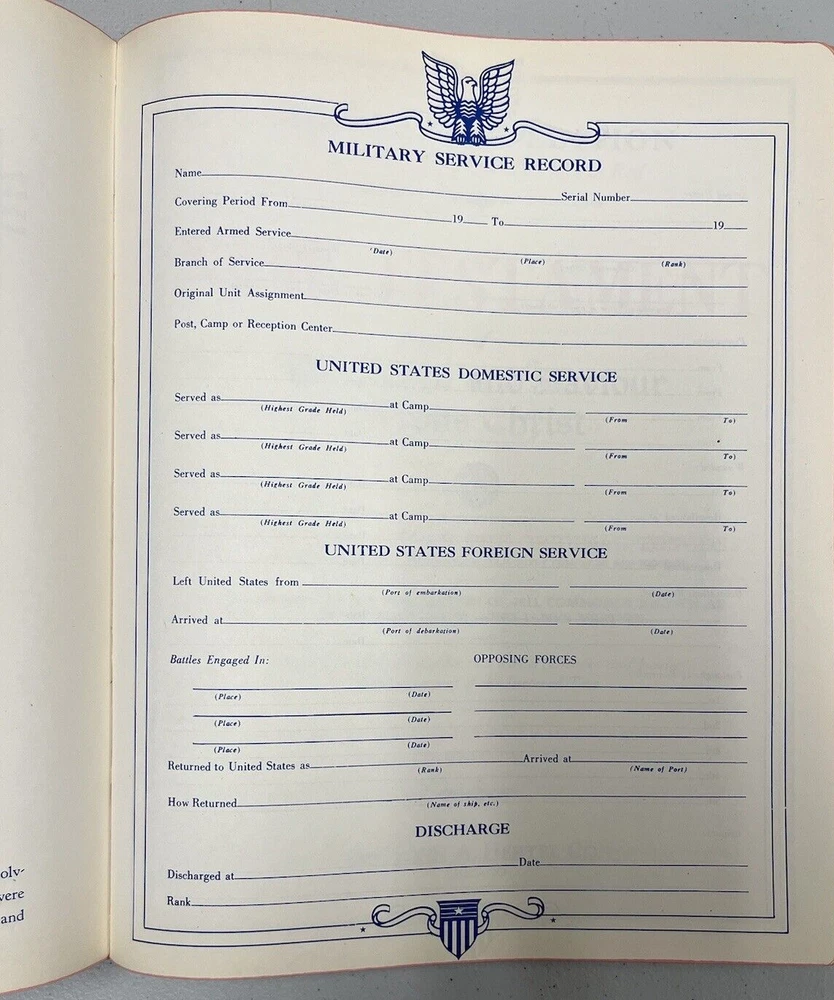 MILITARY SERVICE RECORD
Name Serial Number
Covering Period From 19 To 19
Entered Armed Service
(Date) (Place) (Rank)
Branch of Service
Original Unit Assignment
Post, Camp or Reception Center
UNITED STATES DOMESTIC SERVICE
Served as at Camp
(Highest Grade Held) (From To)
Served as at Camp
(Highest Grade Held) (From To)
Served as at Camp
(Highest Grade Held) (From To)
Served as at Camp
(Highest Grade Held) (From To)
UNITED STATES FOREIGN SERVICE
Left United States from
(Port of embarkation) (Date)
Arrived at
(Port of debarkation) (Date)
Battles Engaged In: OPPOSING FORCES
(Place) (Date)
(Place) (Date)
(Place) (Date)
Returned to United States as Arrived at
(Rank) (Name of Port)
How Returned
(Name of ship, etc.)
DISCHARGE
Discharged at Date
Rank
oly-
vere
and